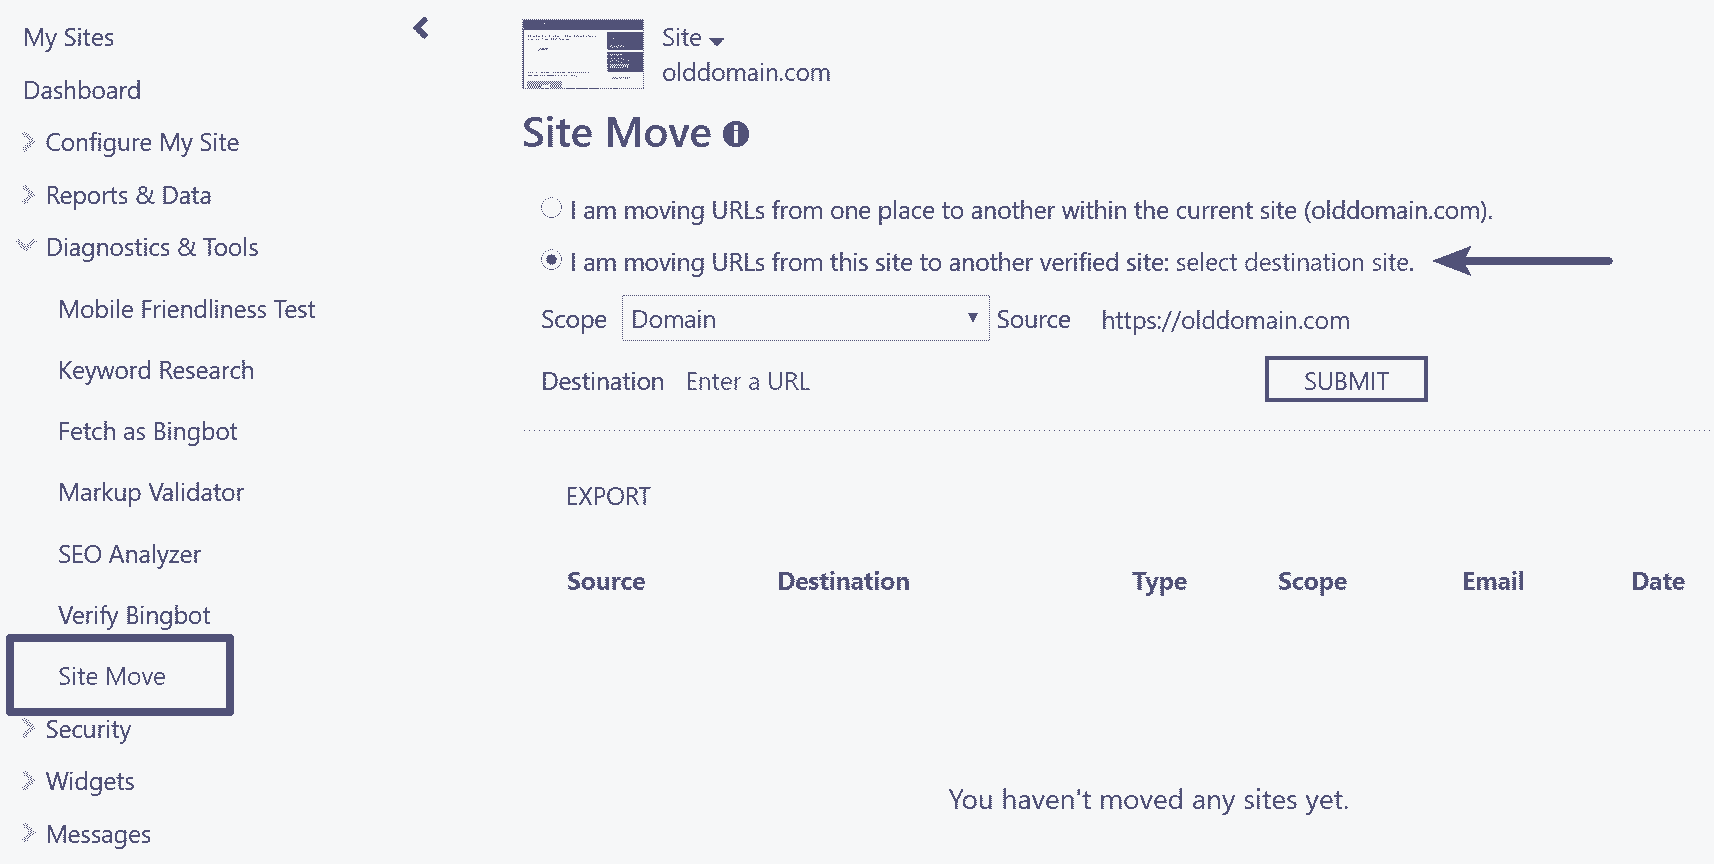 My Sites
Dashboard
Configure My Site
Reports & Data
Diagnostics & Tools
Mobile Friendliness Test
Keyword Research
Fetch as Bingbot
Markup Validator
SEO Analyzer
Verify Bingbot
Site Move
Security
Widgets
Messages
Site
olddomain.com
Site Move
I am moving URLs from one place to another within the current site (olddomain.com).
I am moving URLs from this site to another verified site: select destination site.
Scope Domain Source https://olddomain.com
Destination Enter a URL SUBMIT
EXPORT
Source Destination Type Scope Email Date
You haven't moved any sites yet.